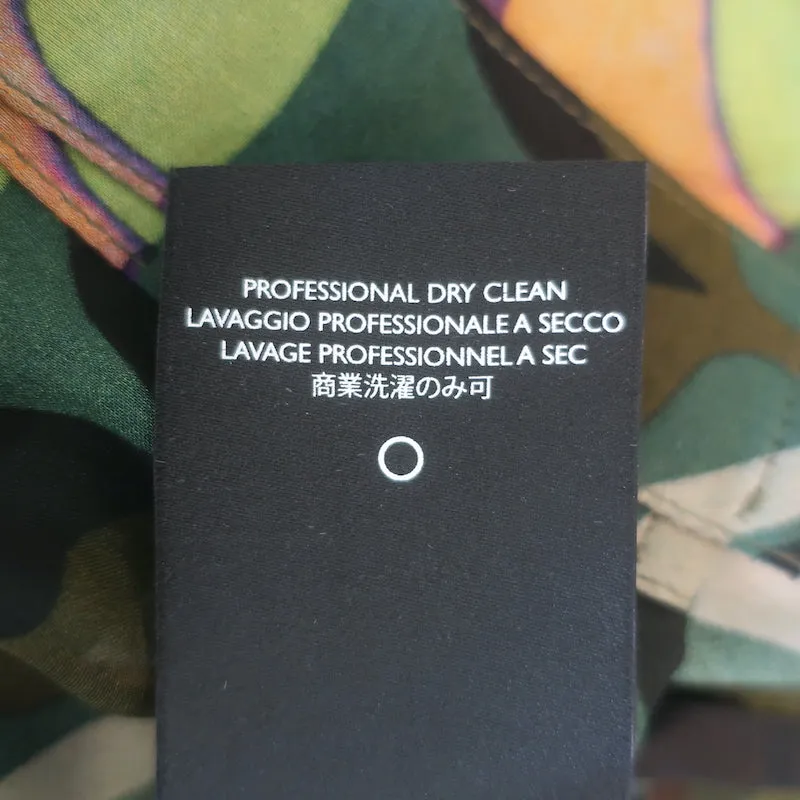 PROFESSIONAL DRY CLEAN
LAVAGGIO PROFESSIONALE A SECCO
LAVAGE PROFESSIONNEL A SEC
商業洗濯のみ可